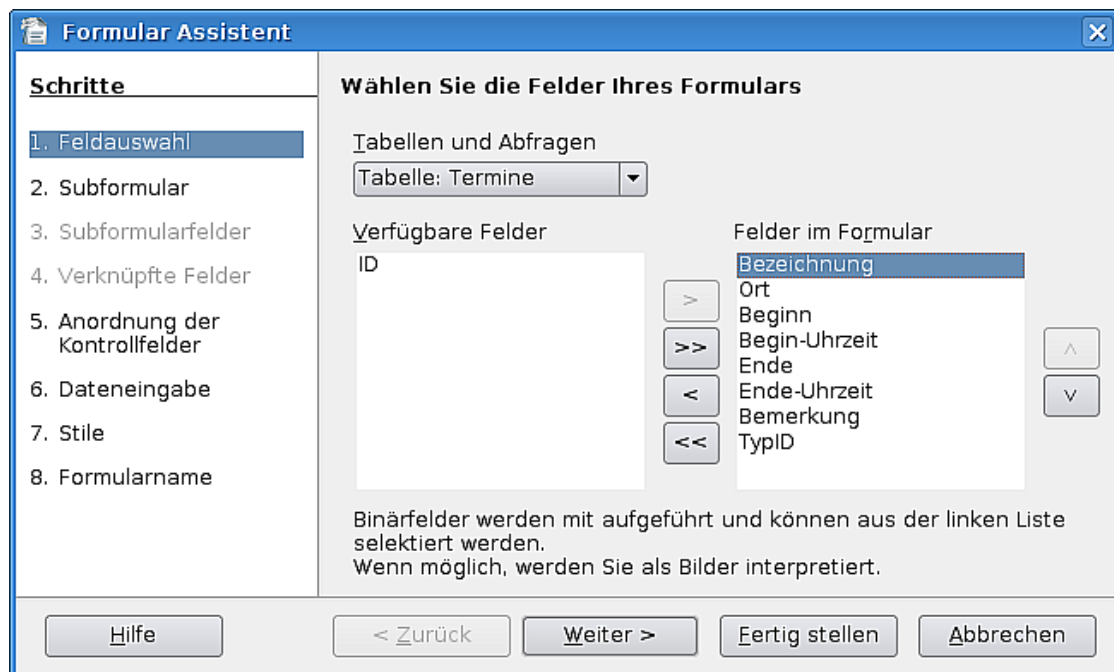 Formular Assistent
Schritte
1. Feldauswahl
2. Subformular
3. Subformularfelder
4. Verknüpfte Felder
5. Anordnung der
Kontrollfelder
6. Dateneingabe
7. Stile
8. Formularname
Wählen Sie die Felder Ihres Formulars
Tabellen und Abfragen
Tabelle: Termine
Verfügbare Felder
ID
>
>>
<
<<
Felder im Formular
Bezeichnung
Ort
Beginn
Begin-Uhrzeit
Ende
Ende-Uhrzeit
Bemerkung
TypID
Binärfelder werden mit aufgeführt und können aus der linken Liste
selektiert werden.
Wenn möglich, werden Sie als Bilder interpretiert.
Hilfe
< Zurück
Weiter >
Fertig stellen
Abbrechen